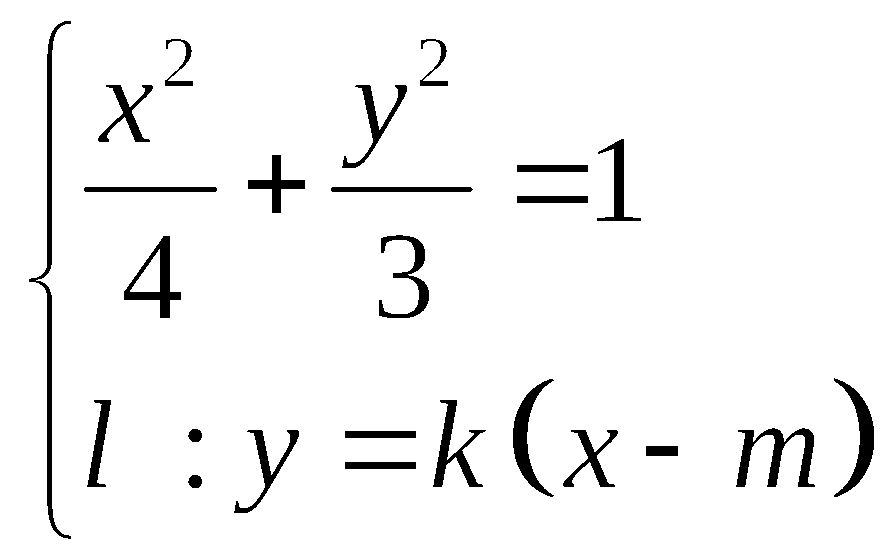 x²/4 + y²/3 = 1
l : y = k(x - m)